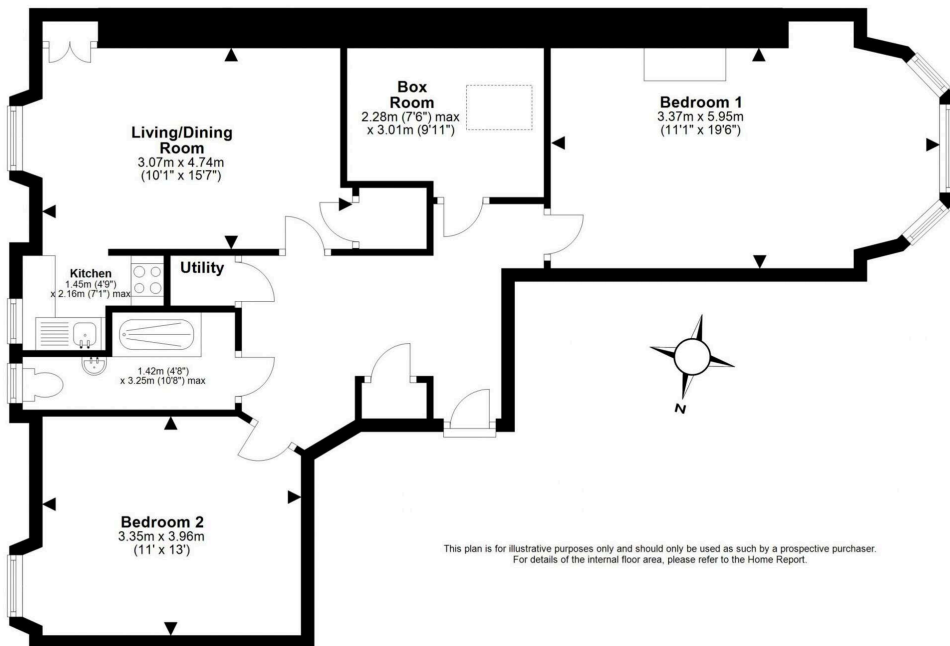 Living/Dining
Room
3.07m x 4.74m
(10'1" x 15'7")
Box
Room
2.28m (7'6") max
x 3.01m (9'11")
Bedroom 1
3.37m x 5.95m
(11'1" x 19'6")
Kitchen
1.45m (4'9")
x 2.16m (7'1") max
Utility
1.42m (4'8")
x 3.25m (10'8") max
N
Bedroom 2
3.35m x 3.96m
(11' x 13')
This plan is for illustrative purposes only and should only be used as such by a prospective purchaser.
For details of the internal floor area, please refer to the Home Report.